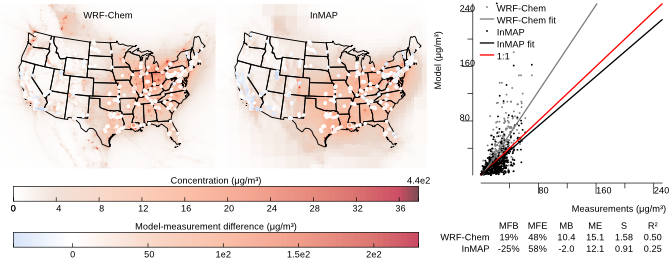 WRF-Chem
InMAP
Concentration (µg/m³)
4.4e2
0 4 8 12 16 20 24 28 32 36
Model-measurement difference (µg/m³)
0 50 1e2 1.5e2 2e2
Model (µg/m³)
240
160
80
WRF-Chem
WRF-Chem fit
InMAP
InMAP fit
1:1
80 160 240
Measurements (µg/m³)
MFB MFE MB ME S R²
WRF-Chem 19% 48% 10.4 15.1 1.58 0.50
InMAP -25% 58% -2.0 12.1 0.91 0.25